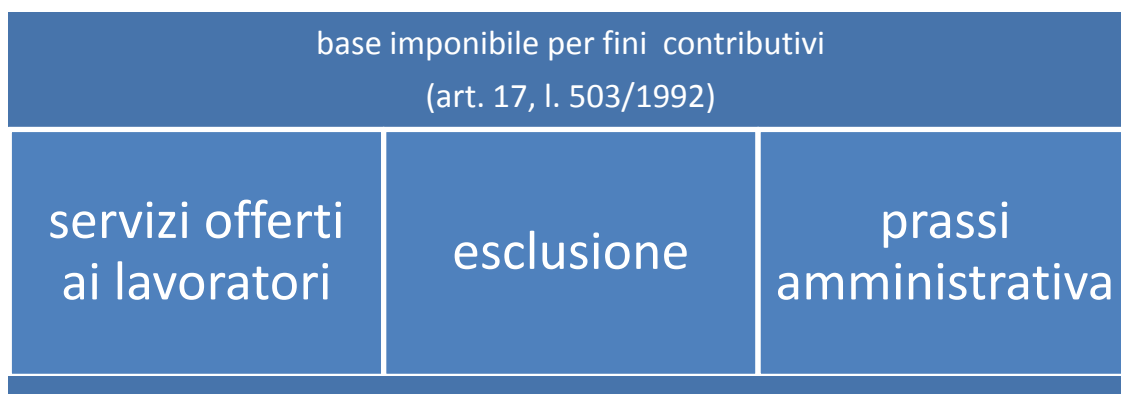 base imponibile per fini contributivi
(art. 17, l. 503/1992)
servizi offerti
ai lavoratori
esclusione
prassi
amministrativa